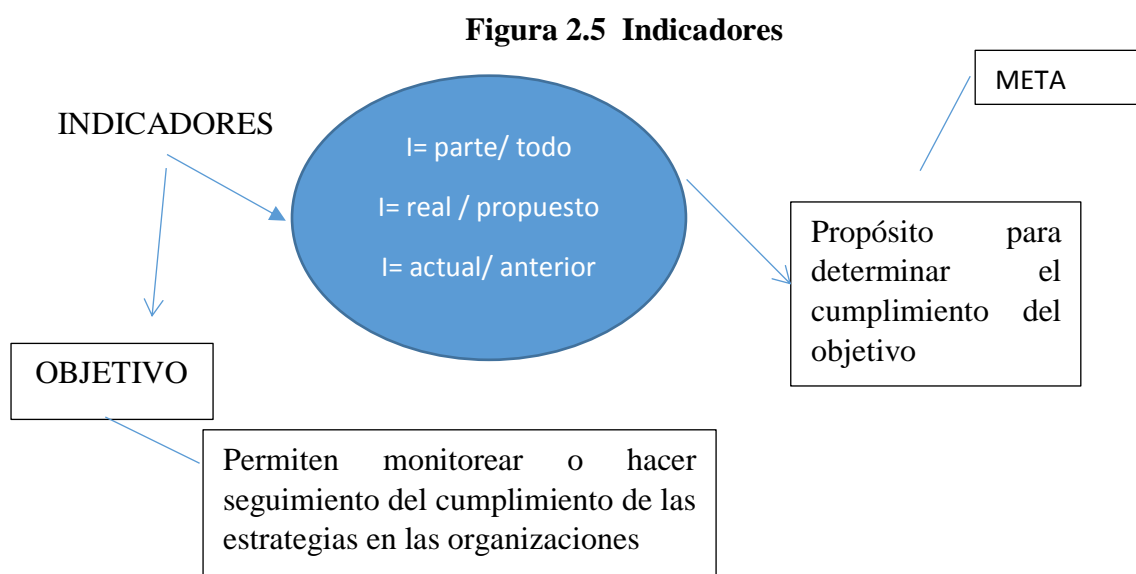 Figura 2.5 Indicadores
META
INDICADORES
I= parte/ todo
I= real / propuesto
I= actual/ anterior
Propósito para
determinar el
cumplimiento del
objetivo
OBJETIVO
Permiten monitorear o hacer
seguimiento del cumplimiento de las
estrategias en las organizaciones